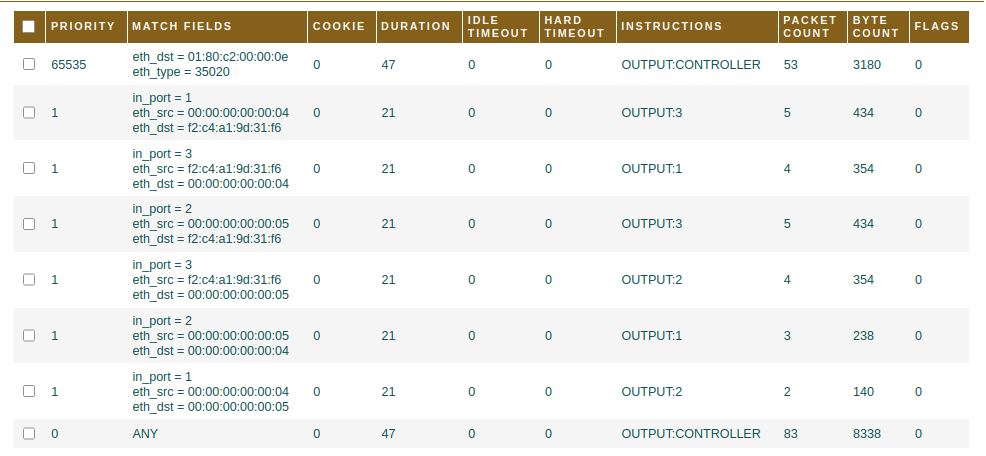 PRIORITY MATCH FIELDS COOKIE DURATION IDLE TIMEOUT HARD TIMEOUT INSTRUCTIONS PACKET COUNT BYTE COUNT FLAGS
65535 eth_dst = 01:80:c2:00:00:0e 0 47 0 0 OUTPUT:CONTROLLER 53 3180 0
eth_type = 35020
in_port = 1
1 eth_src = 00:00:00:00:00:04 0 21 0 0 OUTPUT:3 5 434 0
eth_dst = f2:c4:a1:9d:31:f6
in_port = 3
1 eth_src = f2:c4:a1:9d:31:f6 0 21 0 0 OUTPUT:1 4 354 0
eth_dst = 00:00:00:00:00:04
in_port = 2
1 eth_src = 00:00:00:00:00:05 0 21 0 0 OUTPUT:3 5 434 0
eth_dst = f2:c4:a1:9d:31:f6
in_port = 3
1 eth_src = f2:c4:a1:9d:31:f6 0 21 0 0 OUTPUT:2 4 354 0
eth_dst = 00:00:00:00:00:05
in_port = 2
1 eth_src = 00:00:00:00:00:05 0 21 0 0 OUTPUT:1 3 238 0
eth_dst = 00:00:00:00:00:04
in_port = 1
1 eth_src = 00:00:00:00:00:04 0 21 0 0 OUTPUT:2 2 140 0
eth_dst = 00:00:00:00:00:05
0 ANY 0 47 0 0 OUTPUT:CONTROLLER 83 8338 0